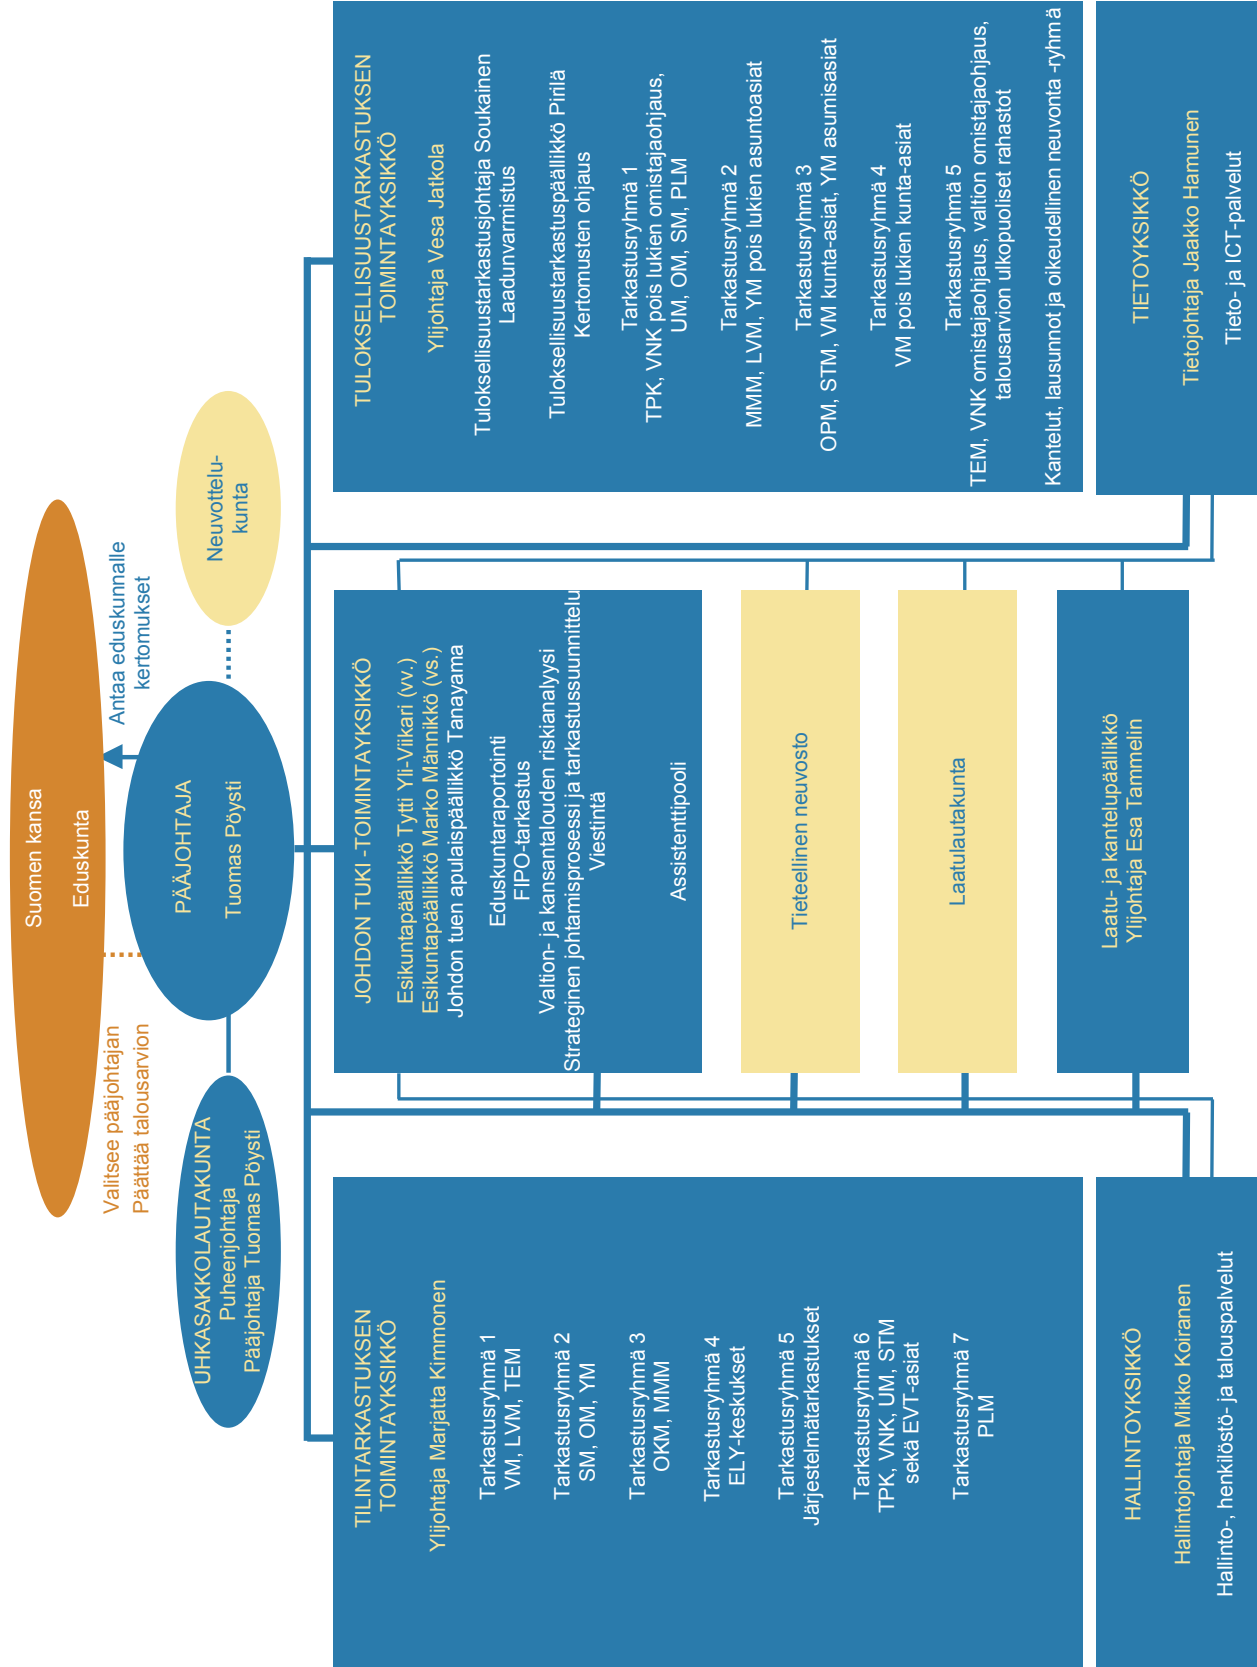 Suomen kansa
Eduskunta
Valitsee pääjohtajan
Päättää talousarvion
Antaa eduskunnalle
kertomukset
UHKASAKKOLAUTAKUNTA
Puheenjohtaja
Pääjohtaja Tuomas Pöysti
PÄÄJOHTAJA
Tuomas Pöysti
Neuvottelu-
kunta
TILINTARKASTUKSEN
TOIMINTAYKSIKKÖ
Ylijohtaja Marjatta Kimmonen
Tarkastusryhmä 1
VM, LVM, TEM
Tarkastusryhmä 2
SM, OM, YM
Tarkastusryhmä 3
OKM, MMM
Tarkastusryhmä 4
ELY-keskukset
Tarkastusryhmä 5
Järjestelmätarkastukset
Tarkastusryhmä 6
TPK, VNK, UM, STM
sekä EVT-asiat
Tarkastusryhmä 7
PLM
JOHDON TUKI -TOIMINTAYKSIKKÖ
Esikuntapäällikkö Tytti Yli-Viikari (vv.)
Esikuntapäällikkö Marko Männikkö (vs.)
Johdon tuen apulaispäällikkö Tanayama
Eduskuntaraportointi
FIPO-tarkastus
Valtion- ja kansantalouden riskianalyysi
Strateginen johtamisprosessi ja tarkastussuunnittelu
Viestintä
Assistenttipooli
Tieteellinen neuvosto
Laatulautakunta
Laatu- ja kantelupäällikkö
Ylijohtaja Esa Tammelin
TULOKSELLISUUSTARKASTUKSEN
TOIMINTAYKSIKKÖ
Ylijohtaja Vesa Jatkola
Tuloksellisuustarkastusjohtaja Soukainen
Laadunvarmistus
Tuloksellisuustarkastuspäällikkö Pirilä
Kertomusten ohjaus
Tarkastusryhmä 1
TPK, VNK pois lukien omistajaohjaus,
UM, OM, SM, PLM
Tarkastusryhmä 2
MMM, LVM, YM pois lukien asuntoasiat
Tarkastusryhmä 3
OPM, STM, VM kunta-asiat, YM asumisasiat
Tarkastusryhmä 4
VM pois lukien kunta-asiat
Tarkastusryhmä 5
TEM, VNK omistajaohjaus, valtion omistajaohjaus,
talousarvion ulkopuoliset rahastot
Kantelut, lausunnot ja oikeudellinen neuvonta -ryhmä
HALLINTOYKSIKKÖ
Hallintojohtaja Mikko Koiranen
Hallinto-, henkilöstö- ja talouspalvelut
TIETOYKSIKKÖ
Tietojohtaja Jaakko Hamunen
Tieto- ja ICT-palvelut